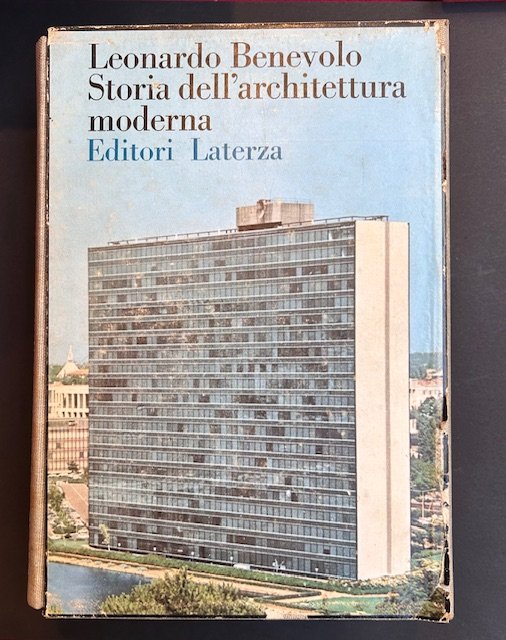 Leonardo Benevolo
Storia dell'architettura
moderna
Editori Laterza